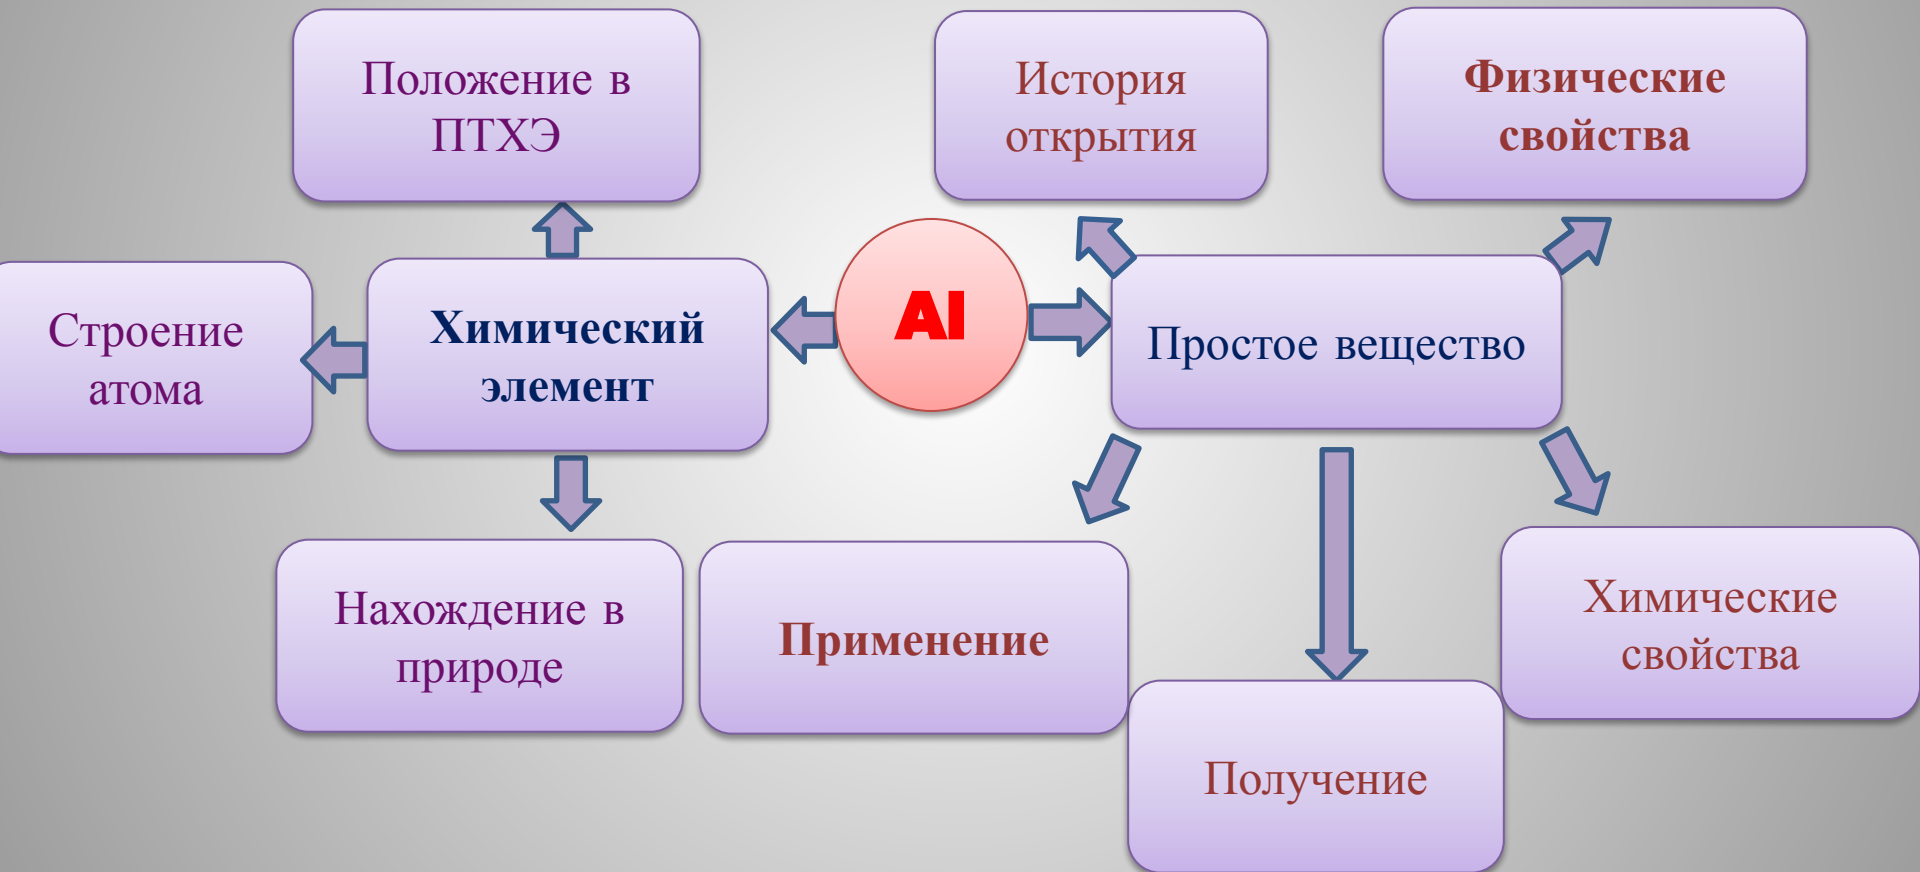 Положение в
ПТХЭ
История
открытия
Физические
свойства
Строение
атома
Химический
элемент
Al
Простое вещество
Нахождение в
природе
Применение
Получение
Химические
свойства